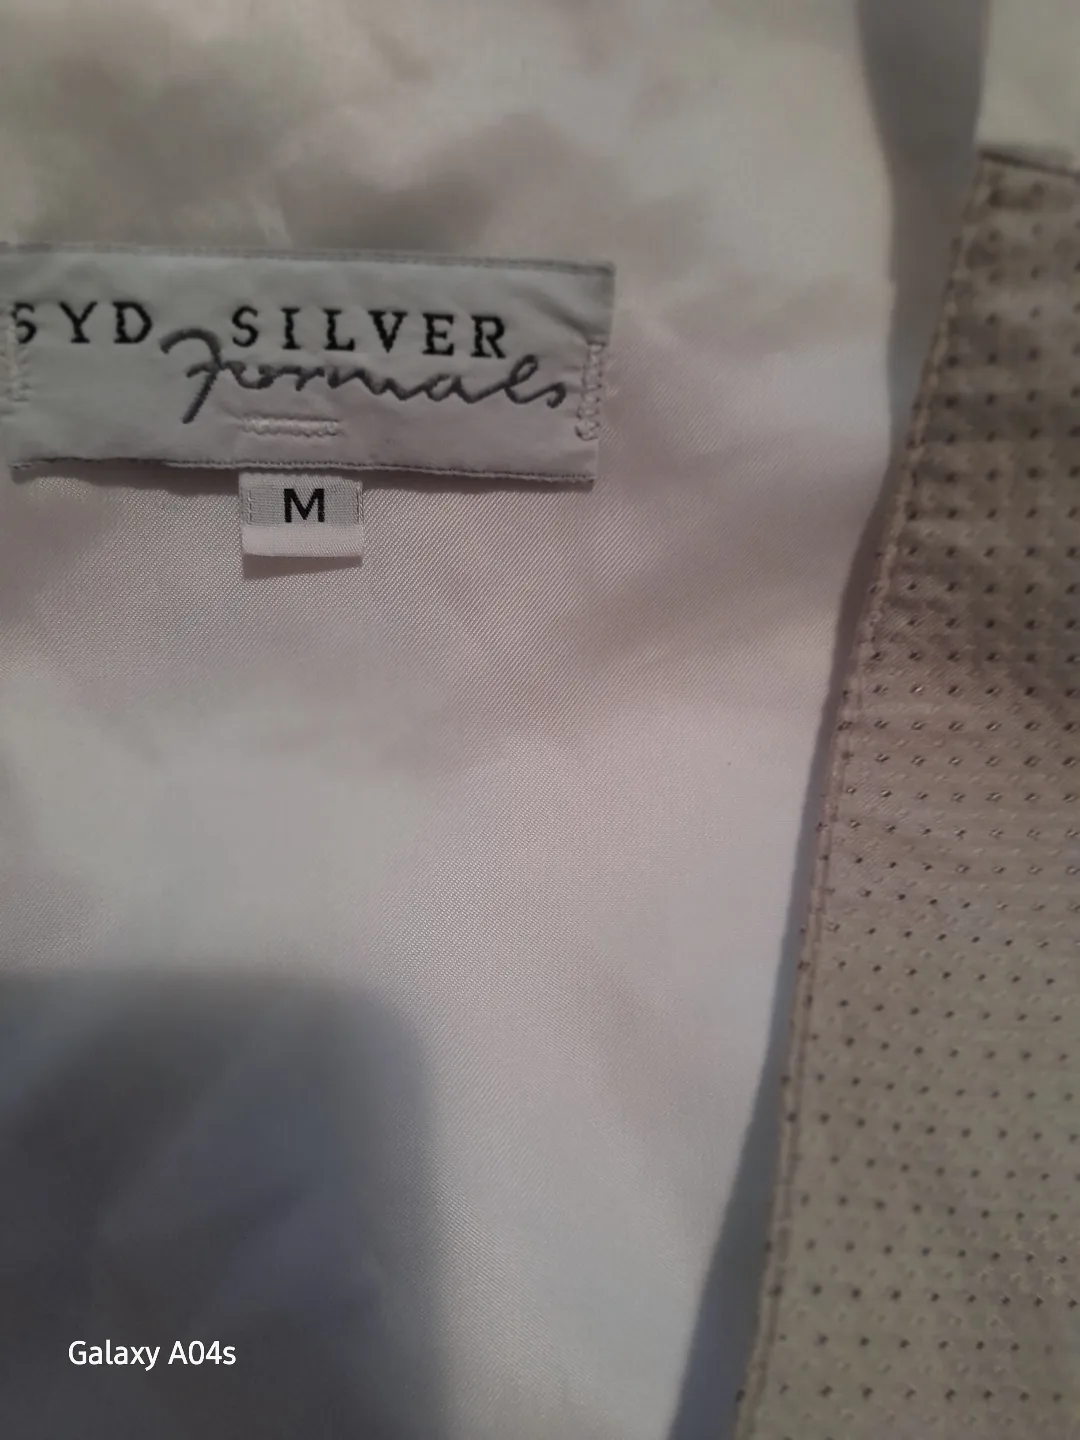 SYD SILVER
Formals
M
Galaxy A04s